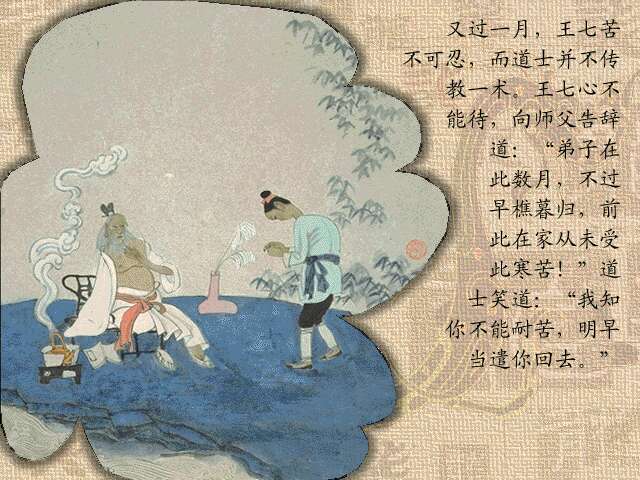 又过一月，王七苦
不可忍，而道士并不传
教一术。王七心不
能待，向师父告辞
道：“弟子在
此数月，不过
早樵暮归，前
此在家从未受
此寒苦！”道
士笑道：“我知
你不能耐苦，明早
当遣你回去。”